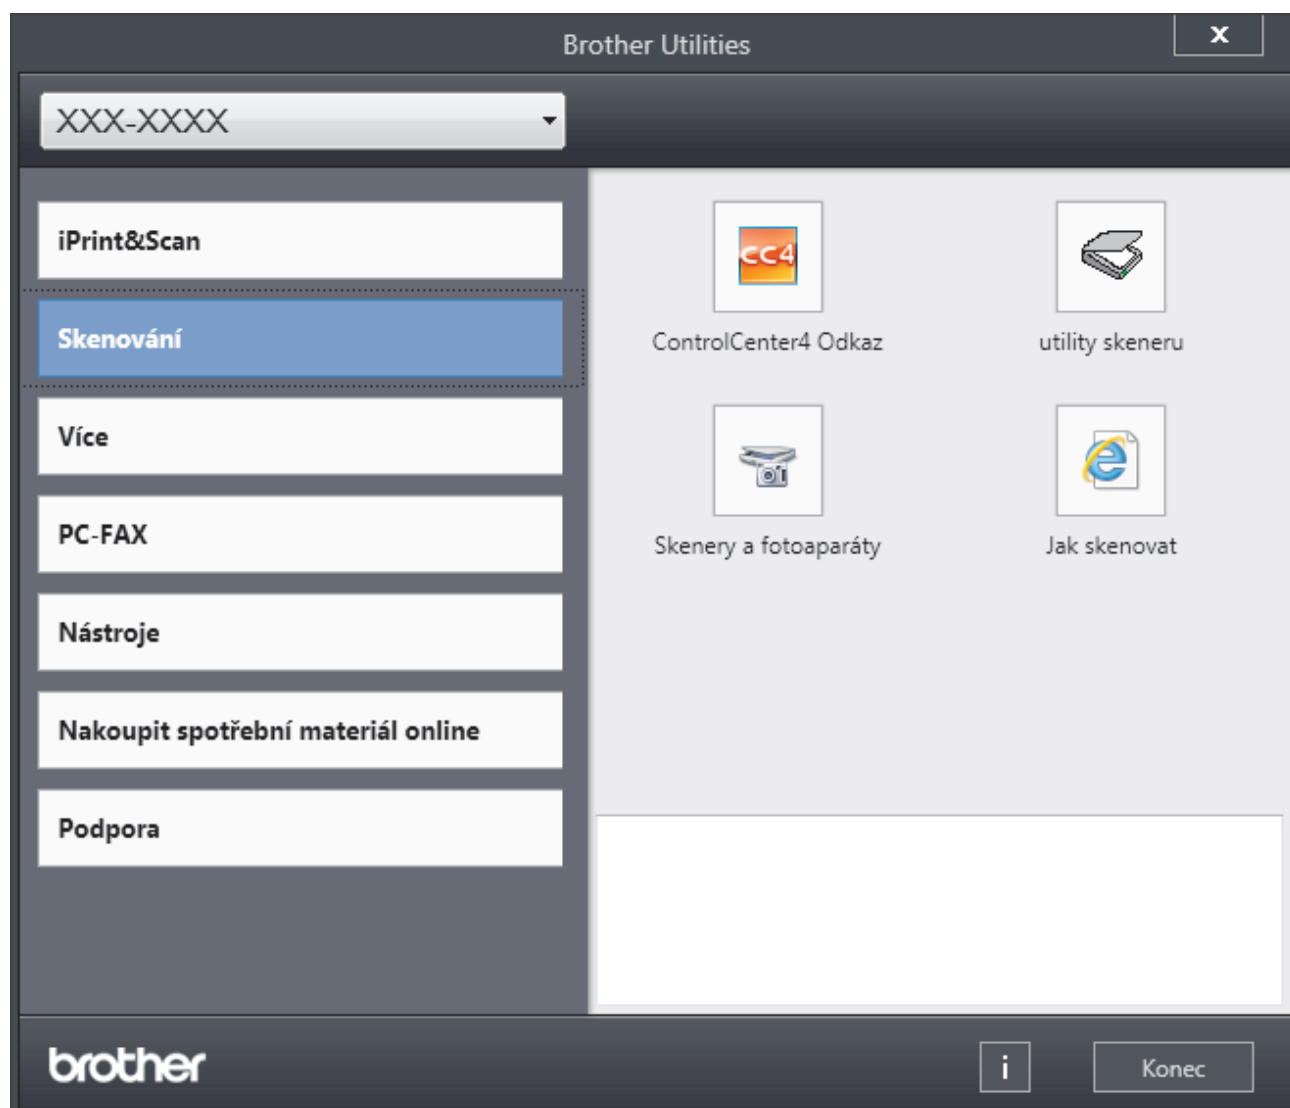 Brother Utilities
x
XXX-XXXX
iPrint&Scan
Skenování
Více
PC-FAX
Nástroje
Nakoupit spotřební materiál online
Podpora
CC4
ControlCenter4 Odkaz
utility skeneru
Skenery a fotoaparáty
Jak skenovat
brother
i
Konec